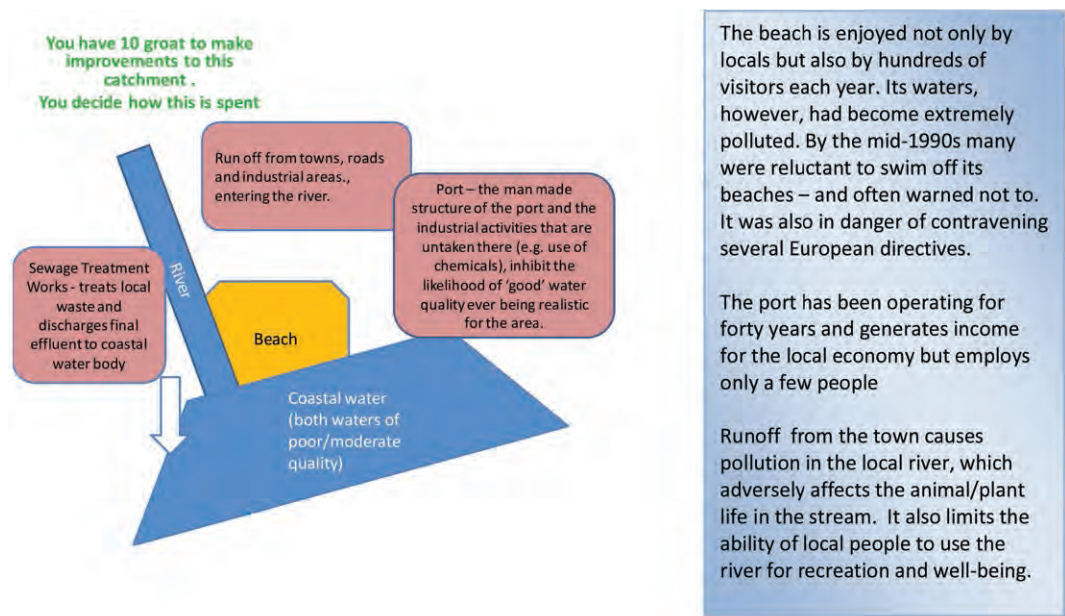 You have 10 groat to make
improvements to this
catchment .
You decide how this is spent
Run off from towns, roads
and industrial areas.,
entering the river.
Port – the man made
structure of the port and the
industrial activities that are
untaken there (e.g. use of
chemicals), inhibit the
likelihood of ‘good’ water
quality ever being realistic
for the area.
Sewage Treatment
Works - treats local
waste and
discharges final
effluent to coastal
water body
River
Beach
Coastal water
(both waters of
poor/moderate
quality)
The beach is enjoyed not only by
locals but also by hundreds of
visitors each year. Its waters,
however, had become extremely
polluted. By the mid-1990s many
were reluctant to swim off its
beaches – and often warned not to.
It was also in danger of contravening
several European directives.
The port has been operating for
forty years and generates income
for the local economy but employs
only a few people
Runoff from the town causes
pollution in the local river, which
adversely affects the animal/plant
life in the stream. It also limits the
ability of local people to use the
river for recreation and well-being.